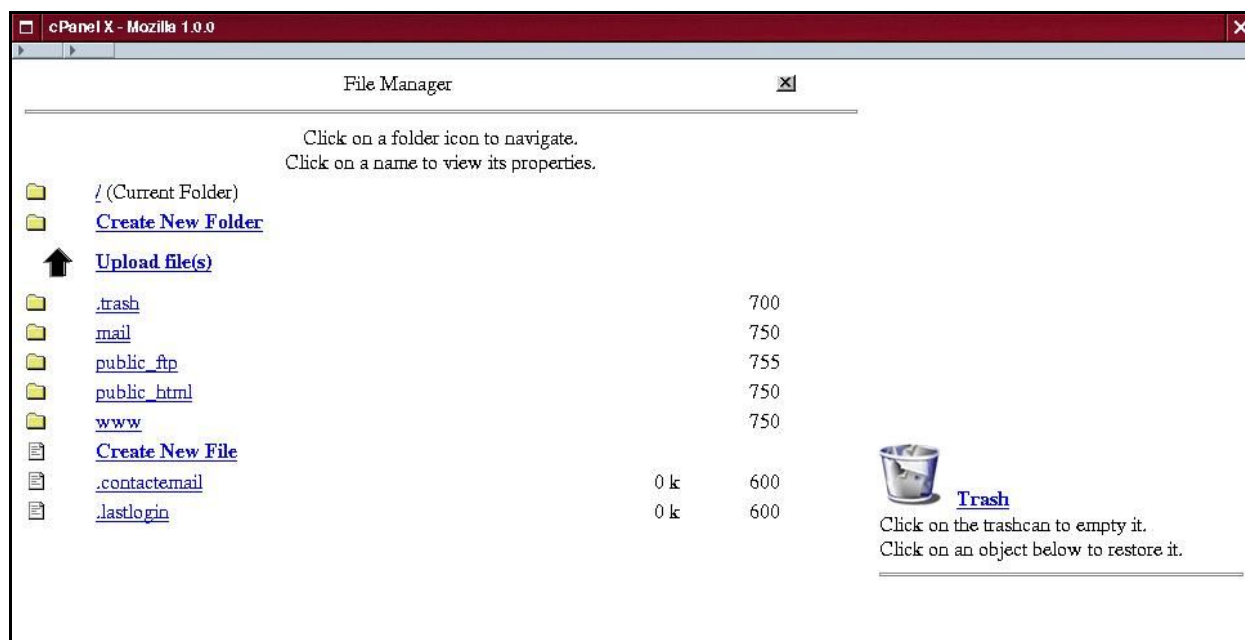 cPanel X - Mozilla 1.0.0
File Manager
Click on a folder icon to navigate.
Click on a name to view its properties.
/ (Current Folder)
Create New Folder
Upload file(s)
.trash 700
mail 750
public_ftp 755
public_html 750
www 750
Create New File
.contactemail 0 k 600
.lastlogin 0 k 600
Trash
Click on the trashcan to empty it.
Click on an object below to restore it.